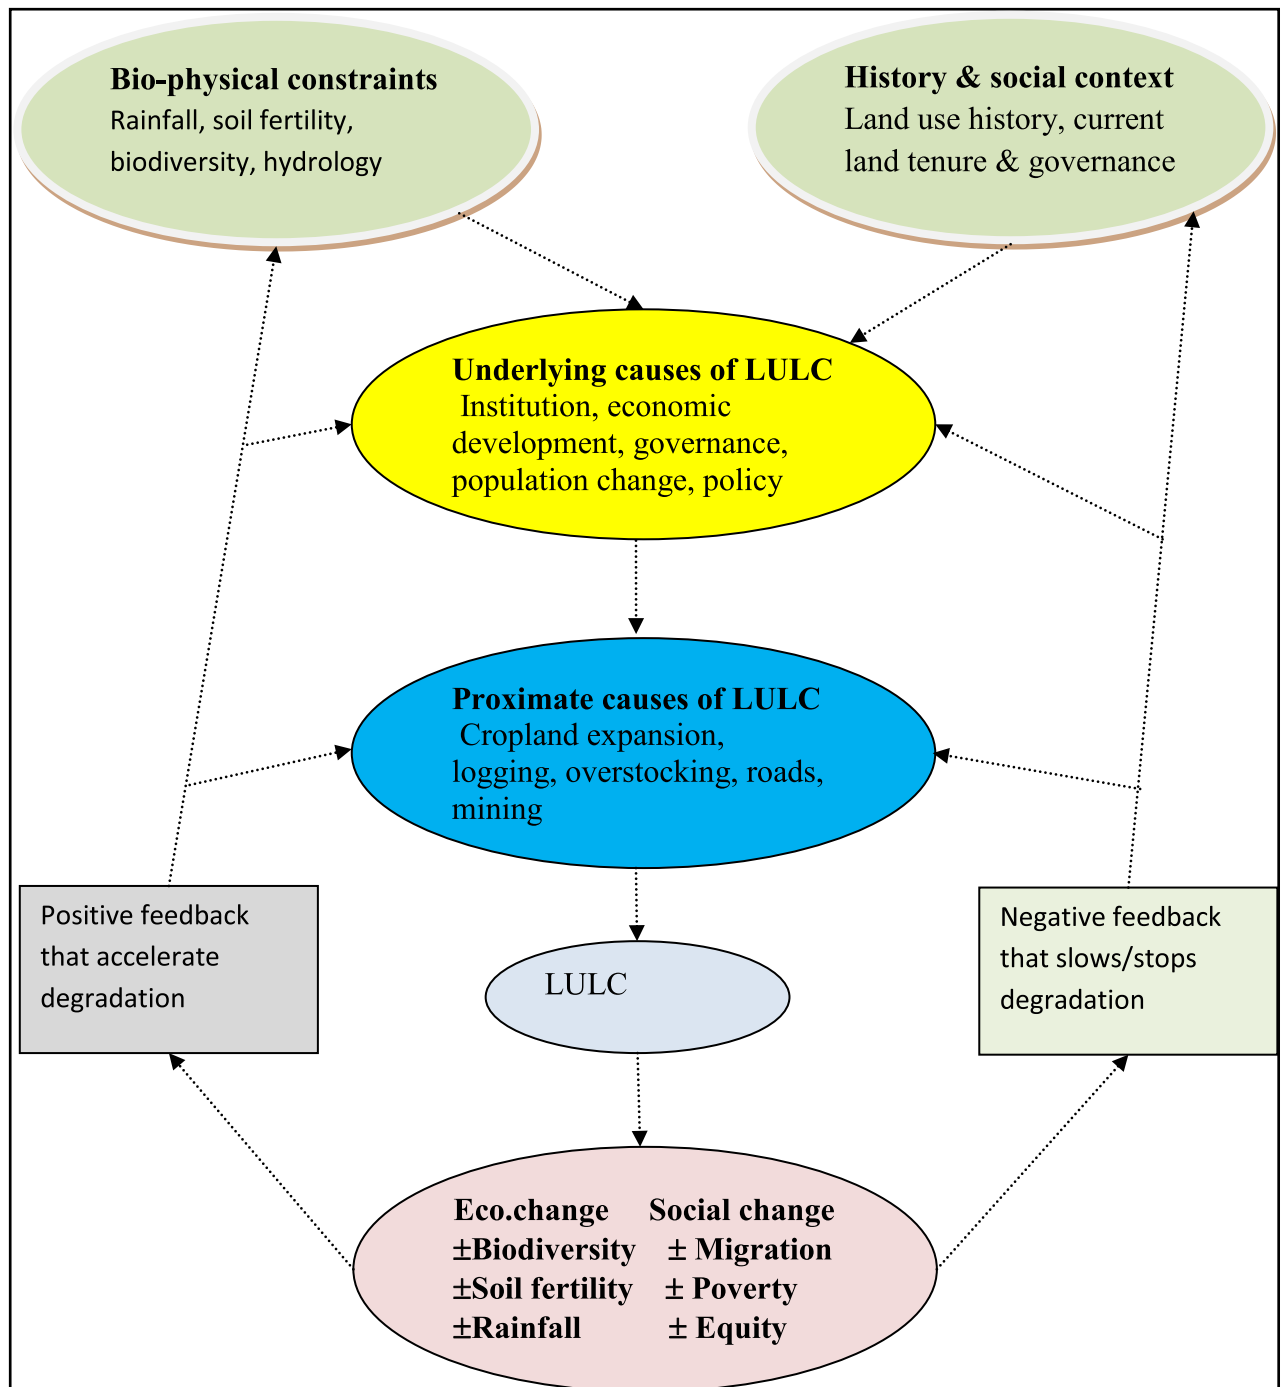 Bio-physical constraints
Rainfall, soil fertility,
biodiversity, hydrology
History & social context
Land use history, current
land tenure & governance
Underlying causes of LULC
Institution, economic
development, governance,
population change, policy
Proximate causes of LULC
Cropland expansion,
logging, overstocking, roads,
mining
Positive feedback
that accelerate
degradation
Negative feedback
that slows/stops
degradation
LULC
Eco.change Social change
±Biodiversity ± Migration
±Soil fertility ± Poverty
±Rainfall ± Equity